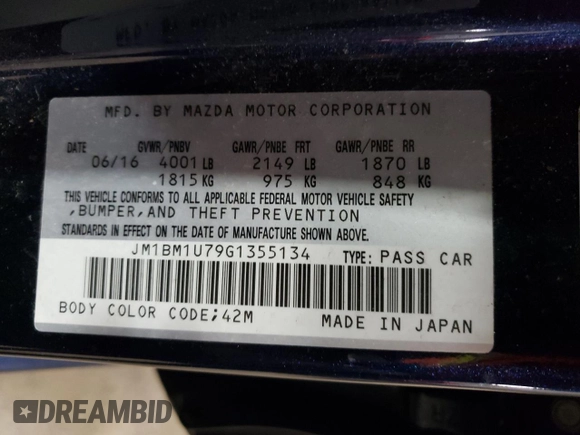 MFD. BY MAZDA MOTOR CORPORATION
DATE GVWR/PNBV GAWR/PNBE FRT GAWR/PNBE RR
06/16 4001 LB 2149 LB 1870 LB
1815 KG 975 KG 848 KG
THIS VEHICLE CONFORMS TO ALL APPLICABLE FEDERAL MOTOR VEHICLE SAFETY
,BUMPER,AND THEFT PREVENTION
STANDARDS IN EFFECT ON THE DATE OF MANUFACTURE SHOWN ABOVE.
JM1BM1U79G1355134 TYPE: PASS CAR
BODY COLOR CODE;42M MADE IN JAPAN
DREAMBID